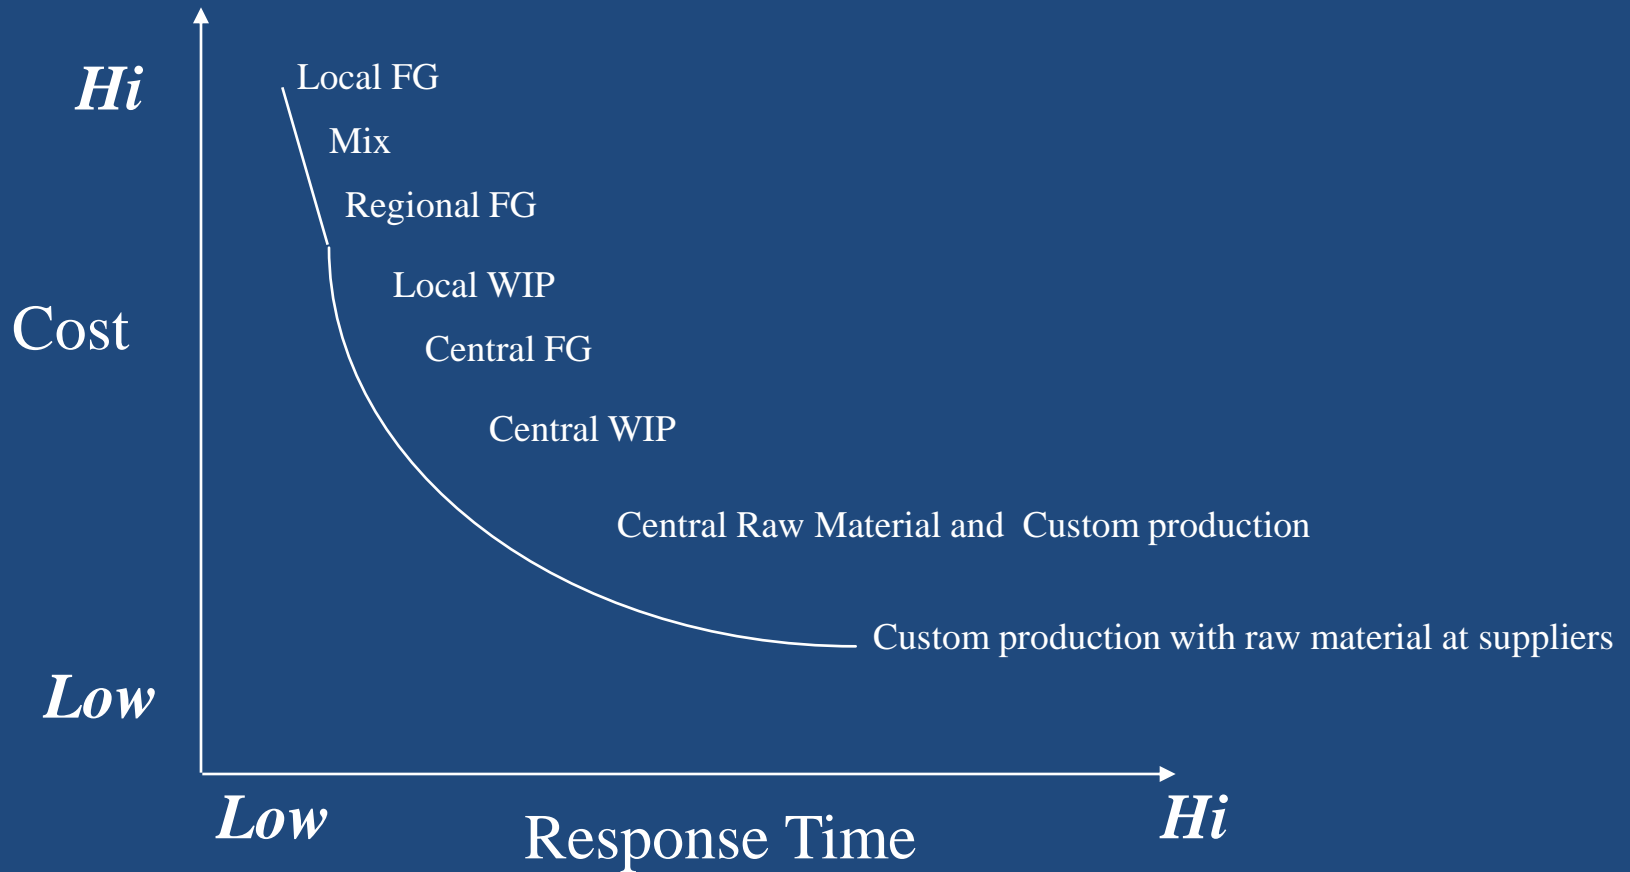 Hi
Local FG
Mix
Regional FG
Local WIP
Cost
Central FG
Central WIP
Central Raw Material and  Custom production
Custom production with raw material at suppliers
Low
Low
Response Time
Hi